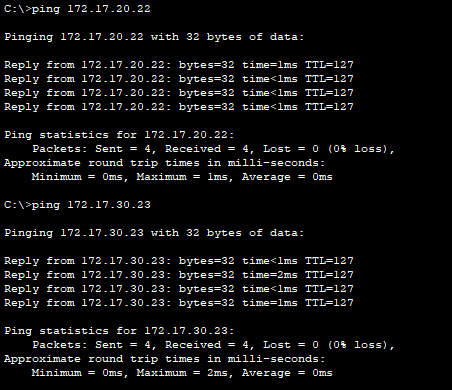 C:\>ping 172.17.20.22
Pinging 172.17.20.22 with 32 bytes of data:
Reply from 172.17.20.22: bytes=32 time=1ms TTL=127
Reply from 172.17.20.22: bytes=32 time<1ms TTL=127
Reply from 172.17.20.22: bytes=32 time<1ms TTL=127
Reply from 172.17.20.22: bytes=32 time<1ms TTL=127
Ping statistics for 172.17.20.22:
    Packets: Sent = 4, Received = 4, Lost = 0 (0% loss),
Approximate round trip times in milli-seconds:
    Minimum = 0ms, Maximum = 1ms, Average = 0ms
C:\>ping 172.17.30.23
Pinging 172.17.30.23 with 32 bytes of data:
Reply from 172.17.30.23: bytes=32 time<1ms TTL=127
Reply from 172.17.30.23: bytes=32 time=2ms TTL=127
Reply from 172.17.30.23: bytes=32 time<1ms TTL=127
Reply from 172.17.30.23: bytes=32 time=1ms TTL=127
Ping statistics for 172.17.30.23:
    Packets: Sent = 4, Received = 4, Lost = 0 (0% loss),
Approximate round trip times in milli-seconds:
    Minimum = 0ms, Maximum = 2ms, Average = 0ms